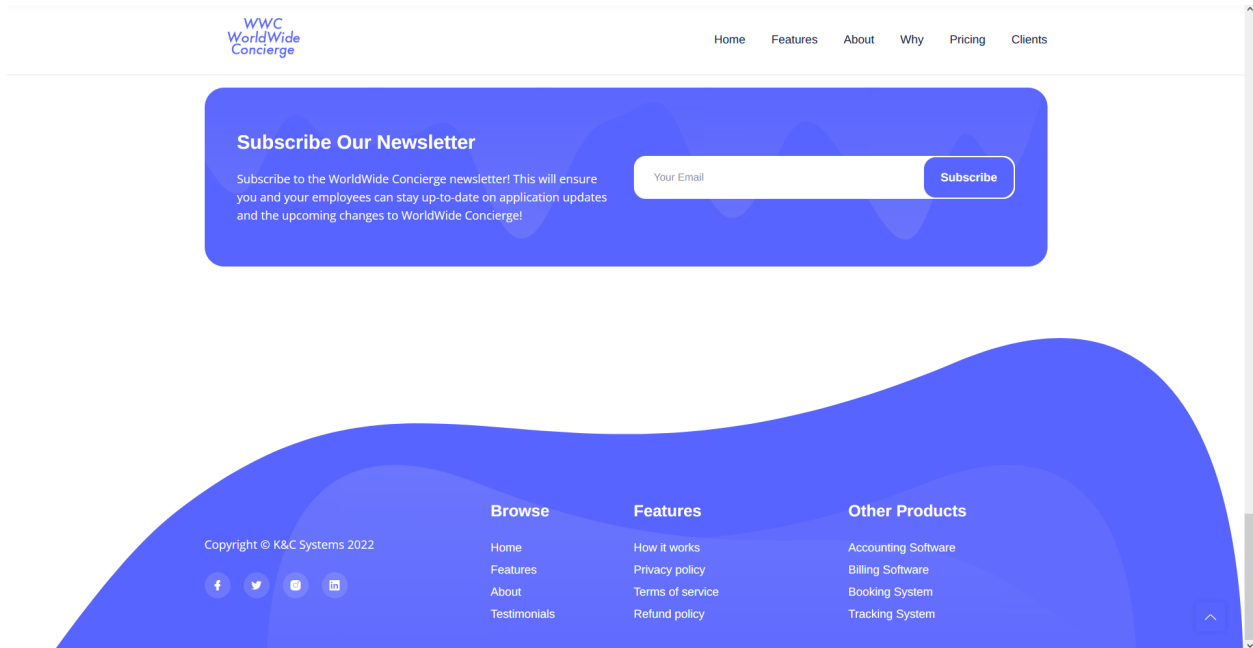 WWC
WorldWide
Concierge
Home Features About Why Pricing Clients
Subscribe Our Newsletter
Subscribe to the WorldWide Concierge newsletter! This will ensure
you and your employees can stay up-to-date on application updates
and the upcoming changes to WorldWide Concierge!
Your Email
Subscribe
Copyright © K&C Systems 2022
Browse
Home
Features
About
Testimonials
Features
How it works
Privacy policy
Terms of service
Refund policy
Other Products
Accounting Software
Billing Software
Booking System
Tracking System